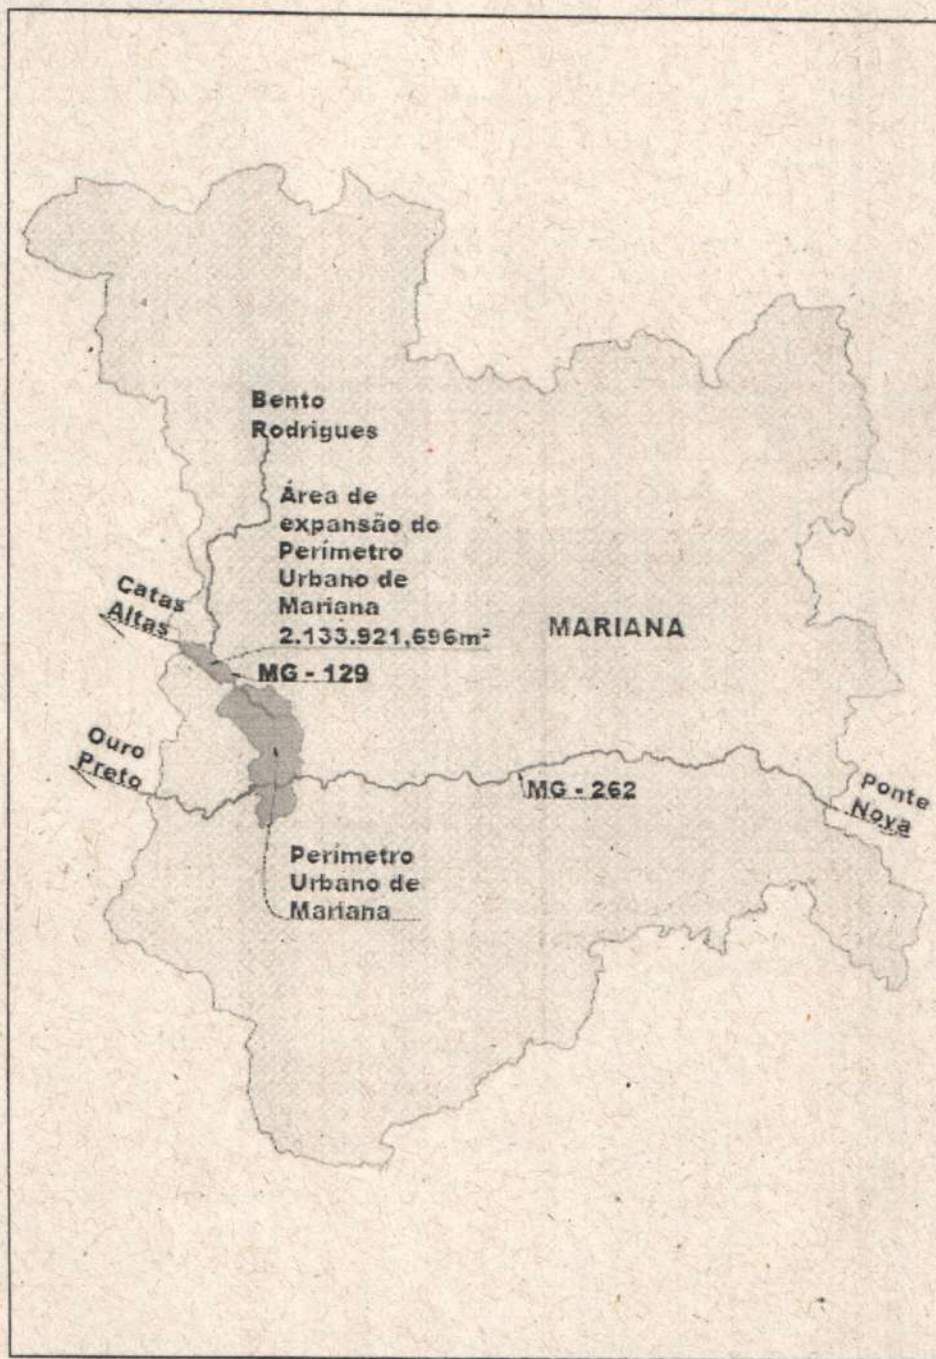 Bento
Rodrigues
Área de
expansão do
Perímetro
Urbano de
Mariana
2.133.921,696m²
Catas
Altas
MARIANA
MG - 129
Ouro
Preto
MG - 262
Ponte
Nova
Perímetro
Urbano de
Mariana